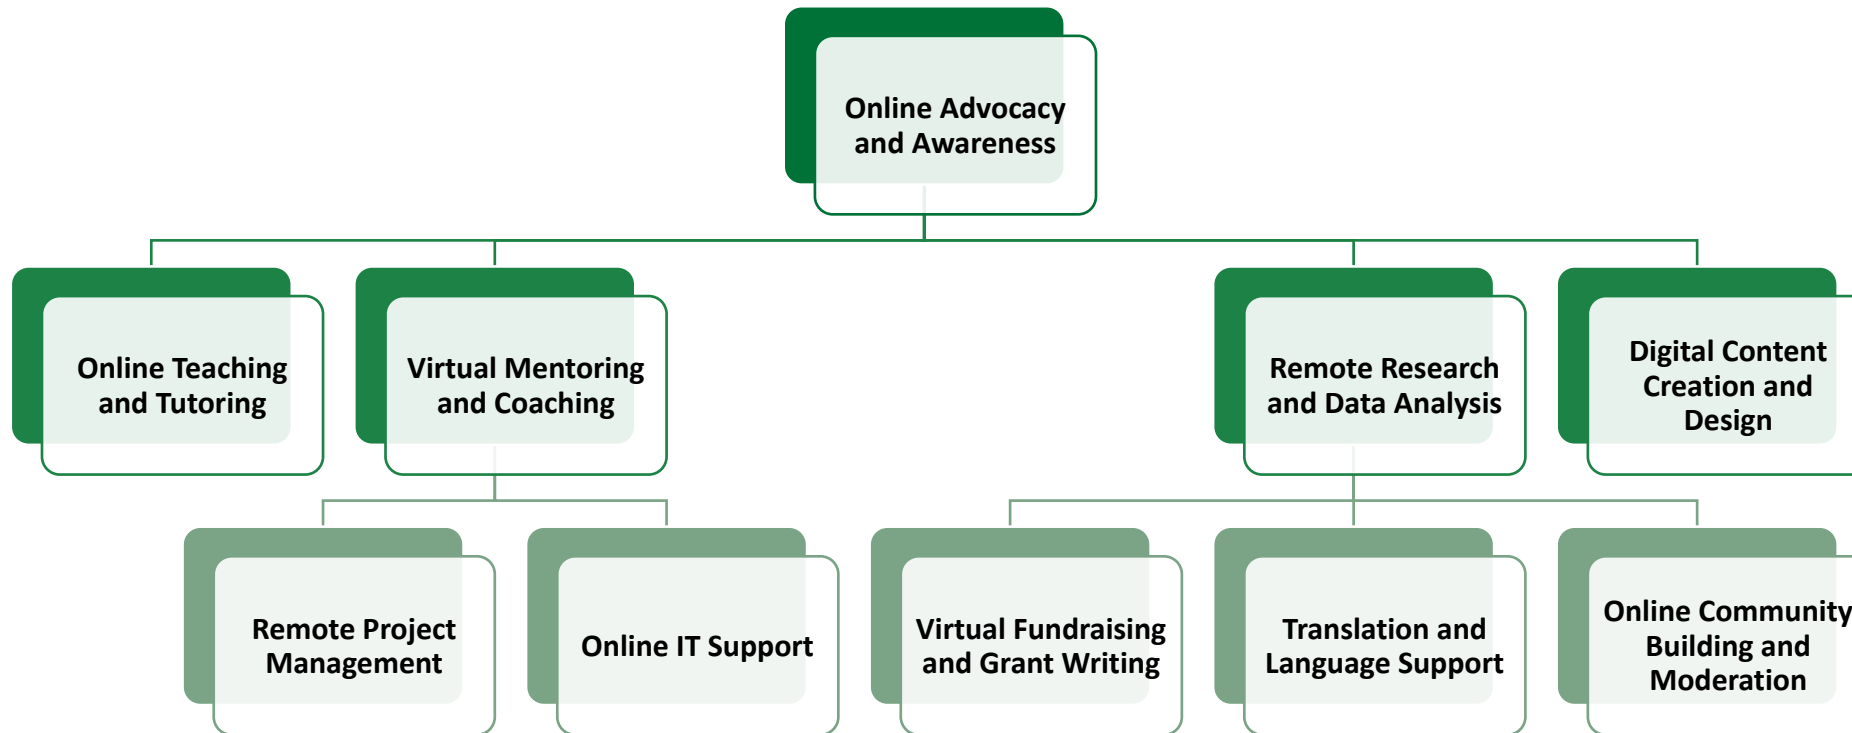 Online Advocacy
and Awareness
Online Teaching
and Tutoring
Virtual Mentoring
and Coaching
Remote Research
and Data Analysis
Digital Content
Creation and
Design
Remote Project
Management
Online IT Support
Virtual Fundraising
and Grant Writing
Translation and
Language Support
Online Community
Building and
Moderation